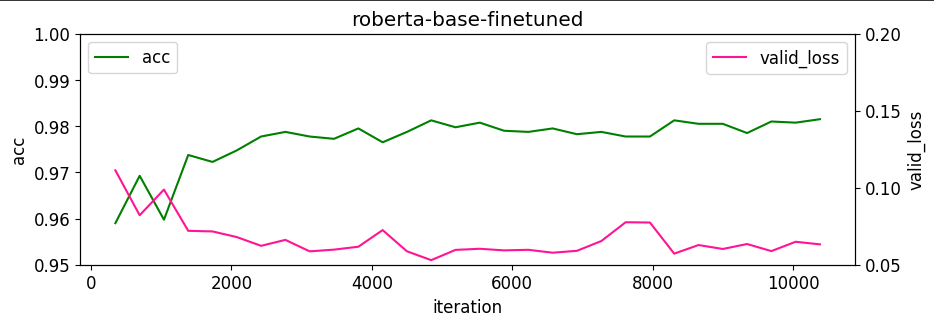 roberta-base-finetuned
1.00
0.99
0.98
0.97
0.96
0.95
acc
acc
valid_loss
0.20
0.15
0.10
0.05
valid_loss
0 2000 4000 6000 8000 10000
iteration